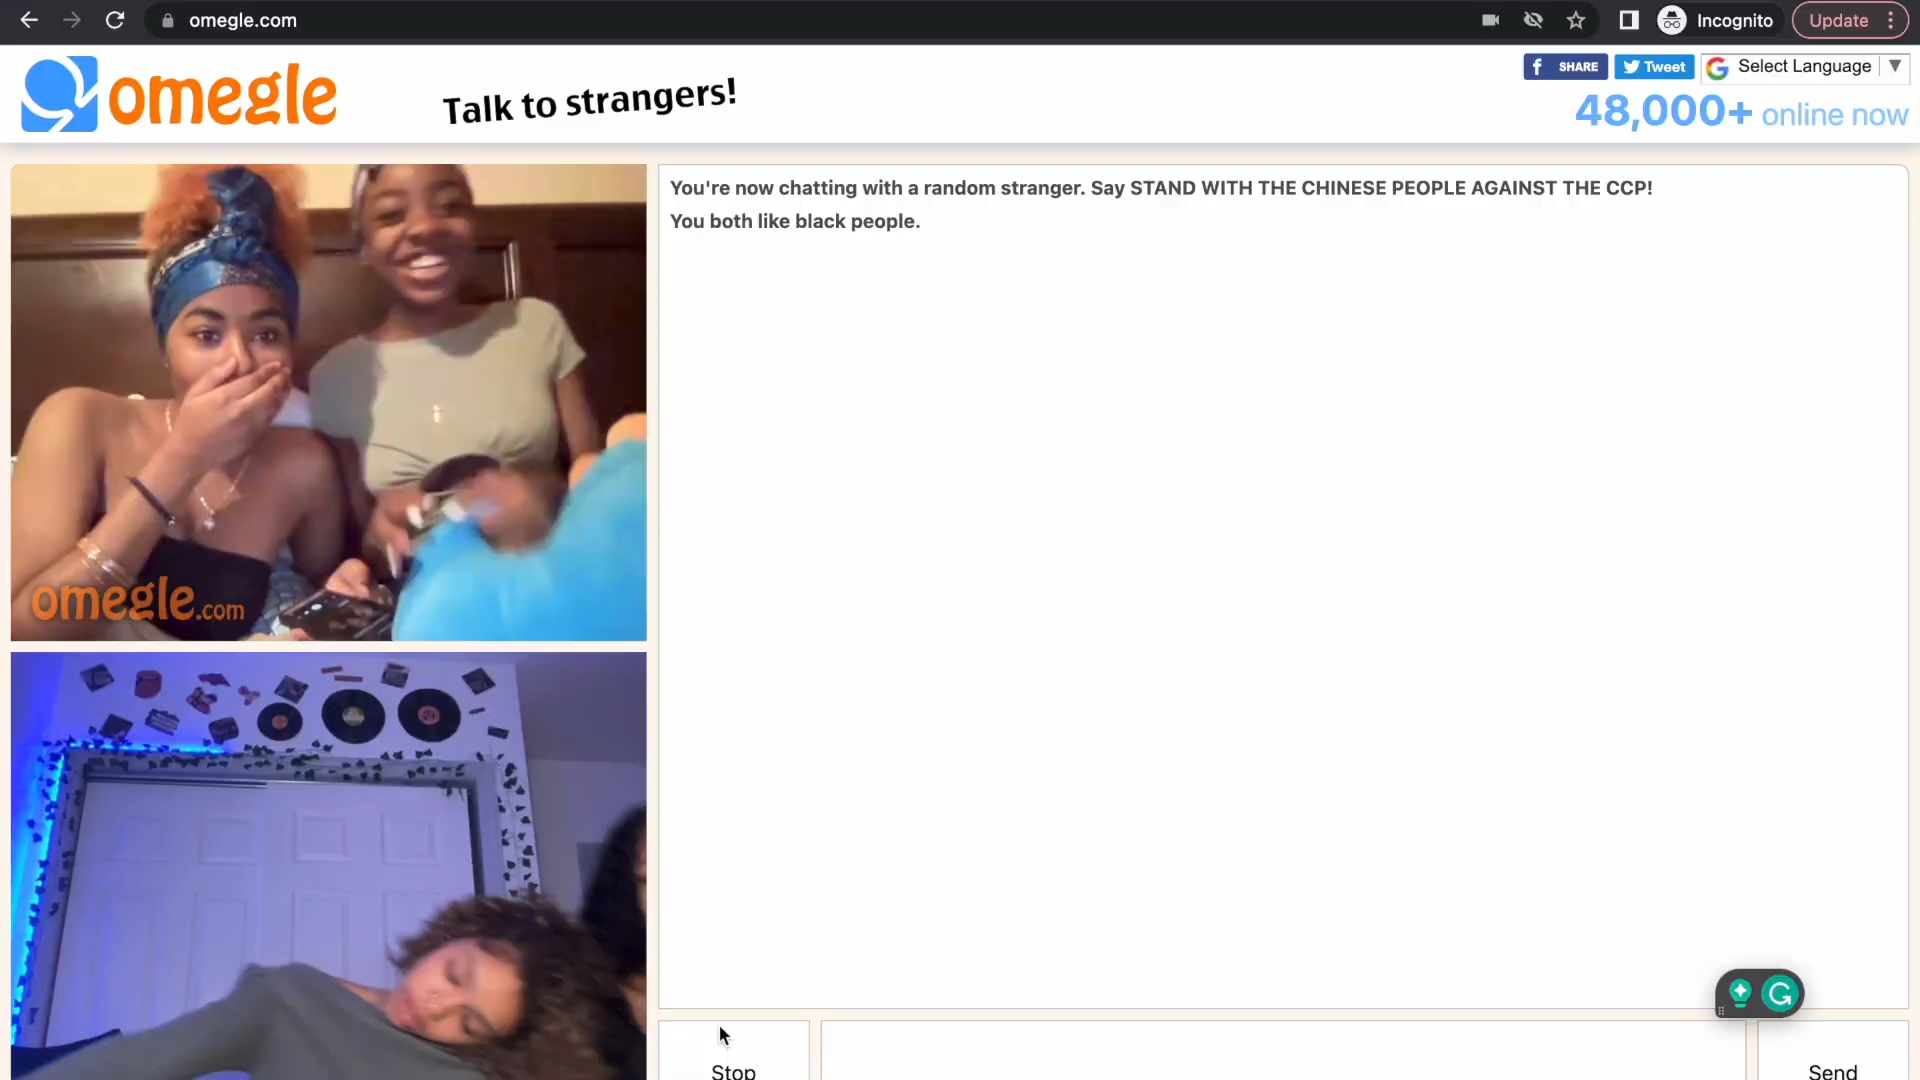 omegle.com
Incognito
Update
omegle
Talk to strangers!
SHARE
Tweet
Select Language
48,000+ online now
You're now chatting with a random stranger. Say STAND WITH THE CHINESE PEOPLE AGAINST THE CCP!
You both like black people.
omegle.com
Stop
Send